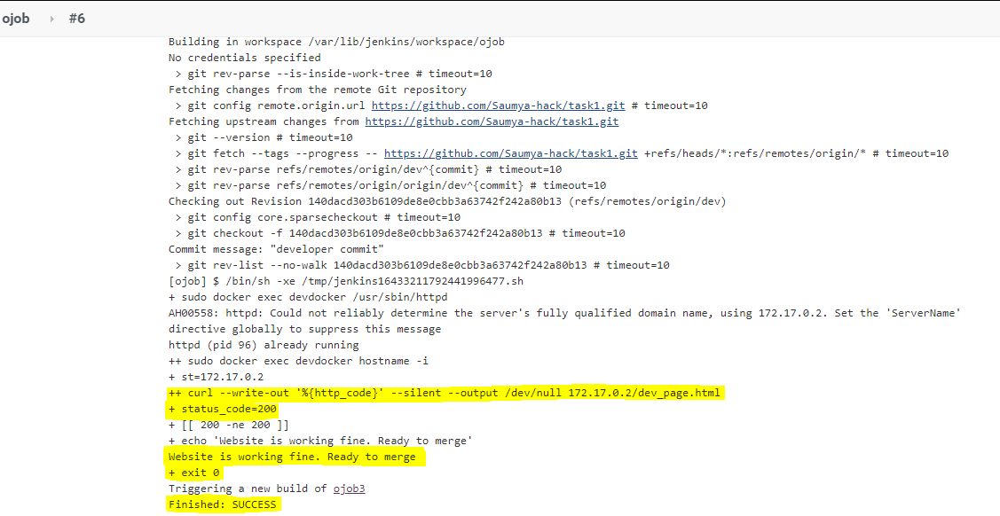 ojob › #6
Building in workspace /var/lib/jenkins/workspace/ojob
No credentials specified
> git rev-parse --is-inside-work-tree # timeout=10
Fetching changes from the remote Git repository
> git config remote.origin.url https://github.com/Saumya-hack/task1.git # timeout=10
Fetching upstream changes from https://github.com/Saumya-hack/task1.git
> git --version # timeout=10
> git fetch --tags --progress -- https://github.com/Saumya-hack/task1.git +refs/heads/*:refs/remotes/origin/* # timeout=10
> git rev-parse refs/remotes/origin/dev^{commit} # timeout=10
> git rev-parse refs/remotes/origin/origin/dev^{commit} # timeout=10
Checking out Revision 140dacd303b6109de8e0cbb3a63742f242a80b13 (refs/remotes/origin/dev)
> git config core.sparsecheckout # timeout=10
> git checkout -f 140dacd303b6109de8e0cbb3a63742f242a80b13 # timeout=10
Commit message: "developer commit"
> git rev-list --no-walk 140dacd303b6109de8e0cbb3a63742f242a80b13 # timeout=10
[ojob] $ /bin/sh -xe /tmp/jenkins16433211792441996477.sh
+ sudo docker exec devdocker /usr/sbin/httpd
AH00558: httpd: Could not reliably determine the server's fully qualified domain name, using 172.17.0.2. Set the 'ServerName'
directive globally to suppress this message
httpd (pid 96) already running
++ sudo docker exec devdocker hostname -i
+ st=172.17.0.2
++ curl --write-out '%{http_code}' --silent --output /dev/null 172.17.0.2/dev_page.html
+ status_code=200
+ [[ 200 -ne 200 ]]
+ echo 'Website is working fine. Ready to merge'
Website is working fine. Ready to merge
+ exit 0
Triggering a new build of ojob3
Finished: SUCCESS